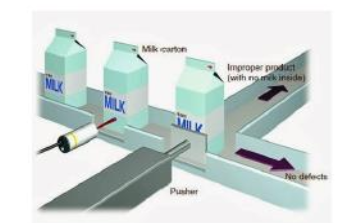 Milk carton
Improper product
(with no milk inside)
MILK
MILK
MILK
No defects
Pusher